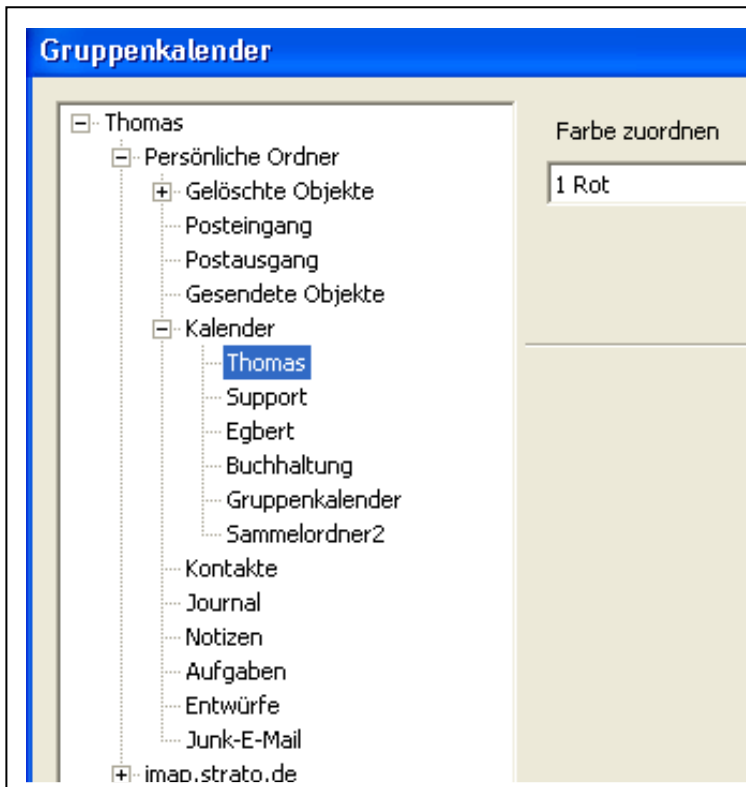 Gruppenkalender
Thomas
Persönliche Ordner
Gelöschte Objekte
Posteingang
Postausgang
Gesendete Objekte
Kalender
Thomas
Support
Egbert
Buchhaltung
Gruppenkalender
Sammelordner2
Kontakte
Journal
Notizen
Aufgaben
Entwürfe
Junk-E-Mail
imap.strato.de
Farbe zuordnen
1 Rot